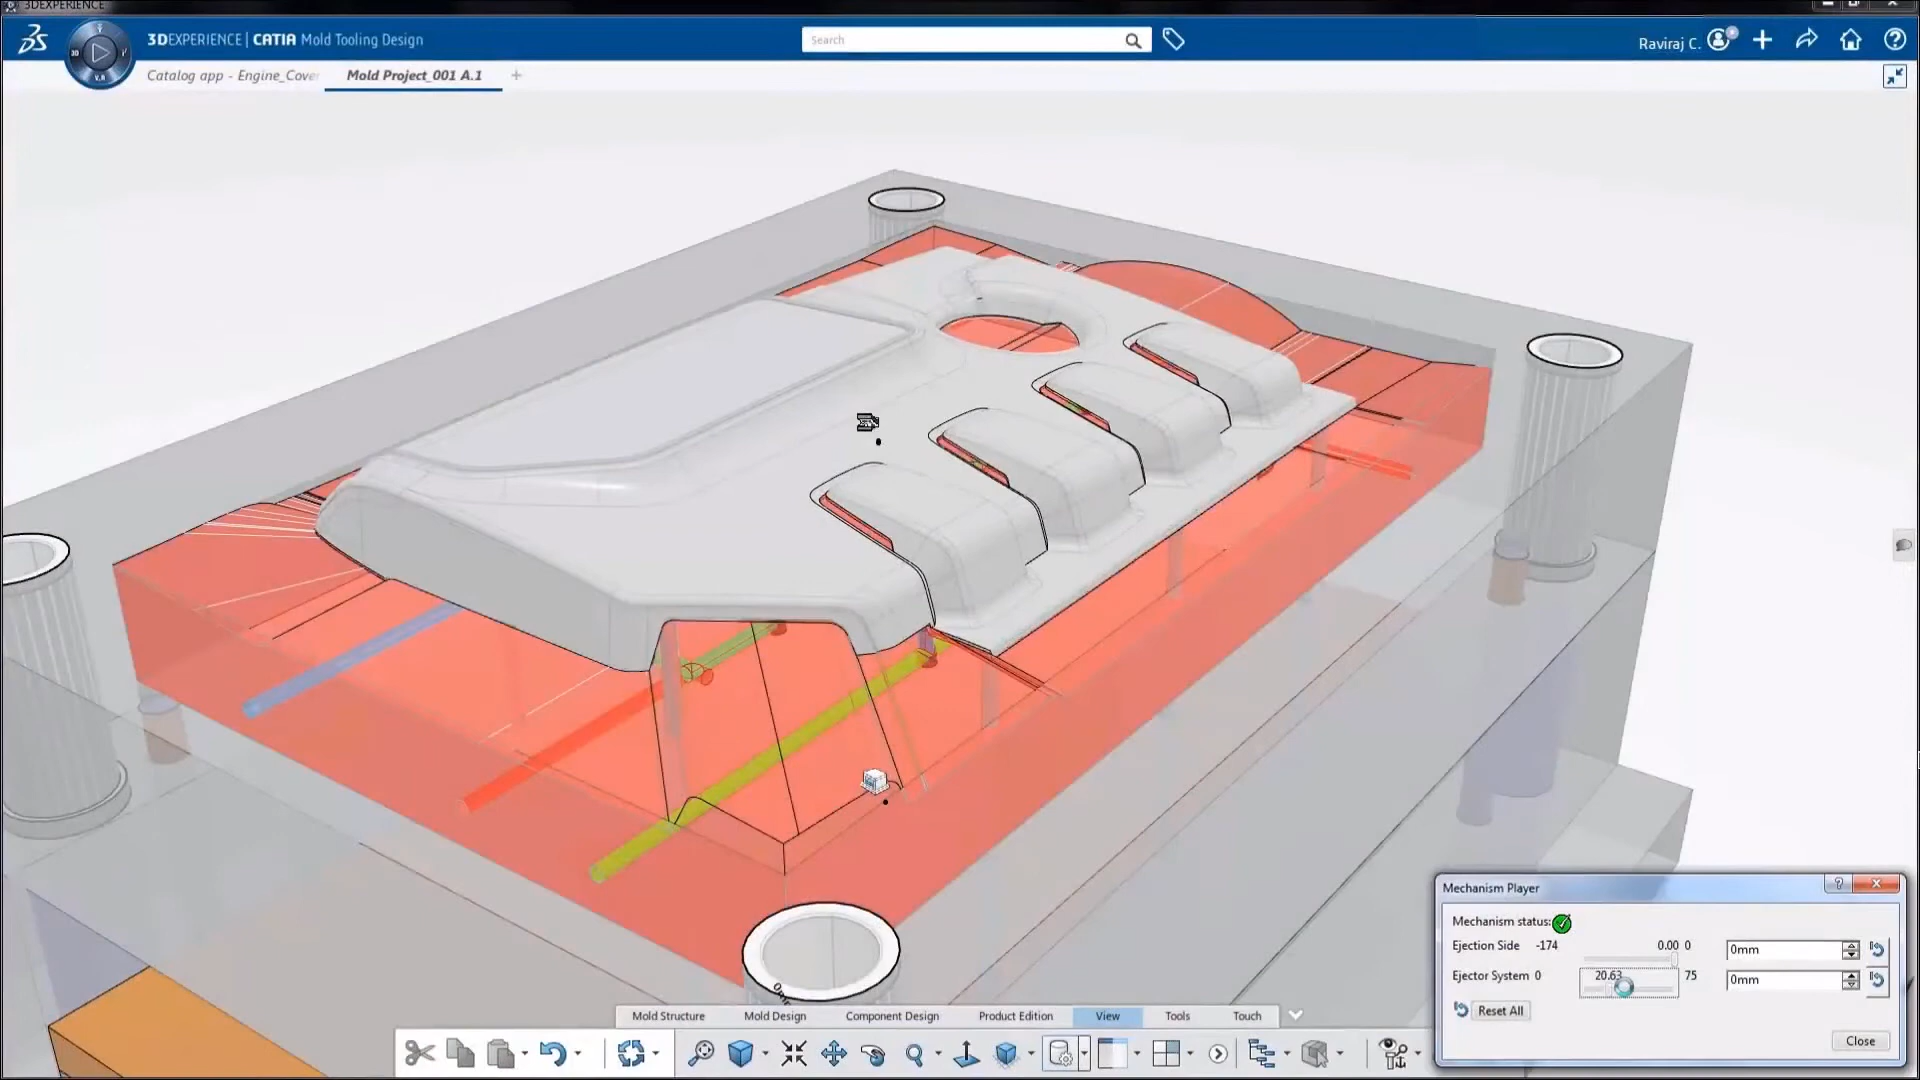 3DEXPERIENCE
3DEXPERIENCE | CATIA Mold Tooling Design
Search
Raviraj C.
3D
V.R
Catalog app - Engine_Cover
Mold Project_001 A.1
Mechanism Player
Mechanism status:
Ejection Side -174 0.00 0 0mm
Ejector System 0 20.63 75 0mm
Reset All
Close
Mold Structure Mold Design Component Design Product Edition View Tools Touch